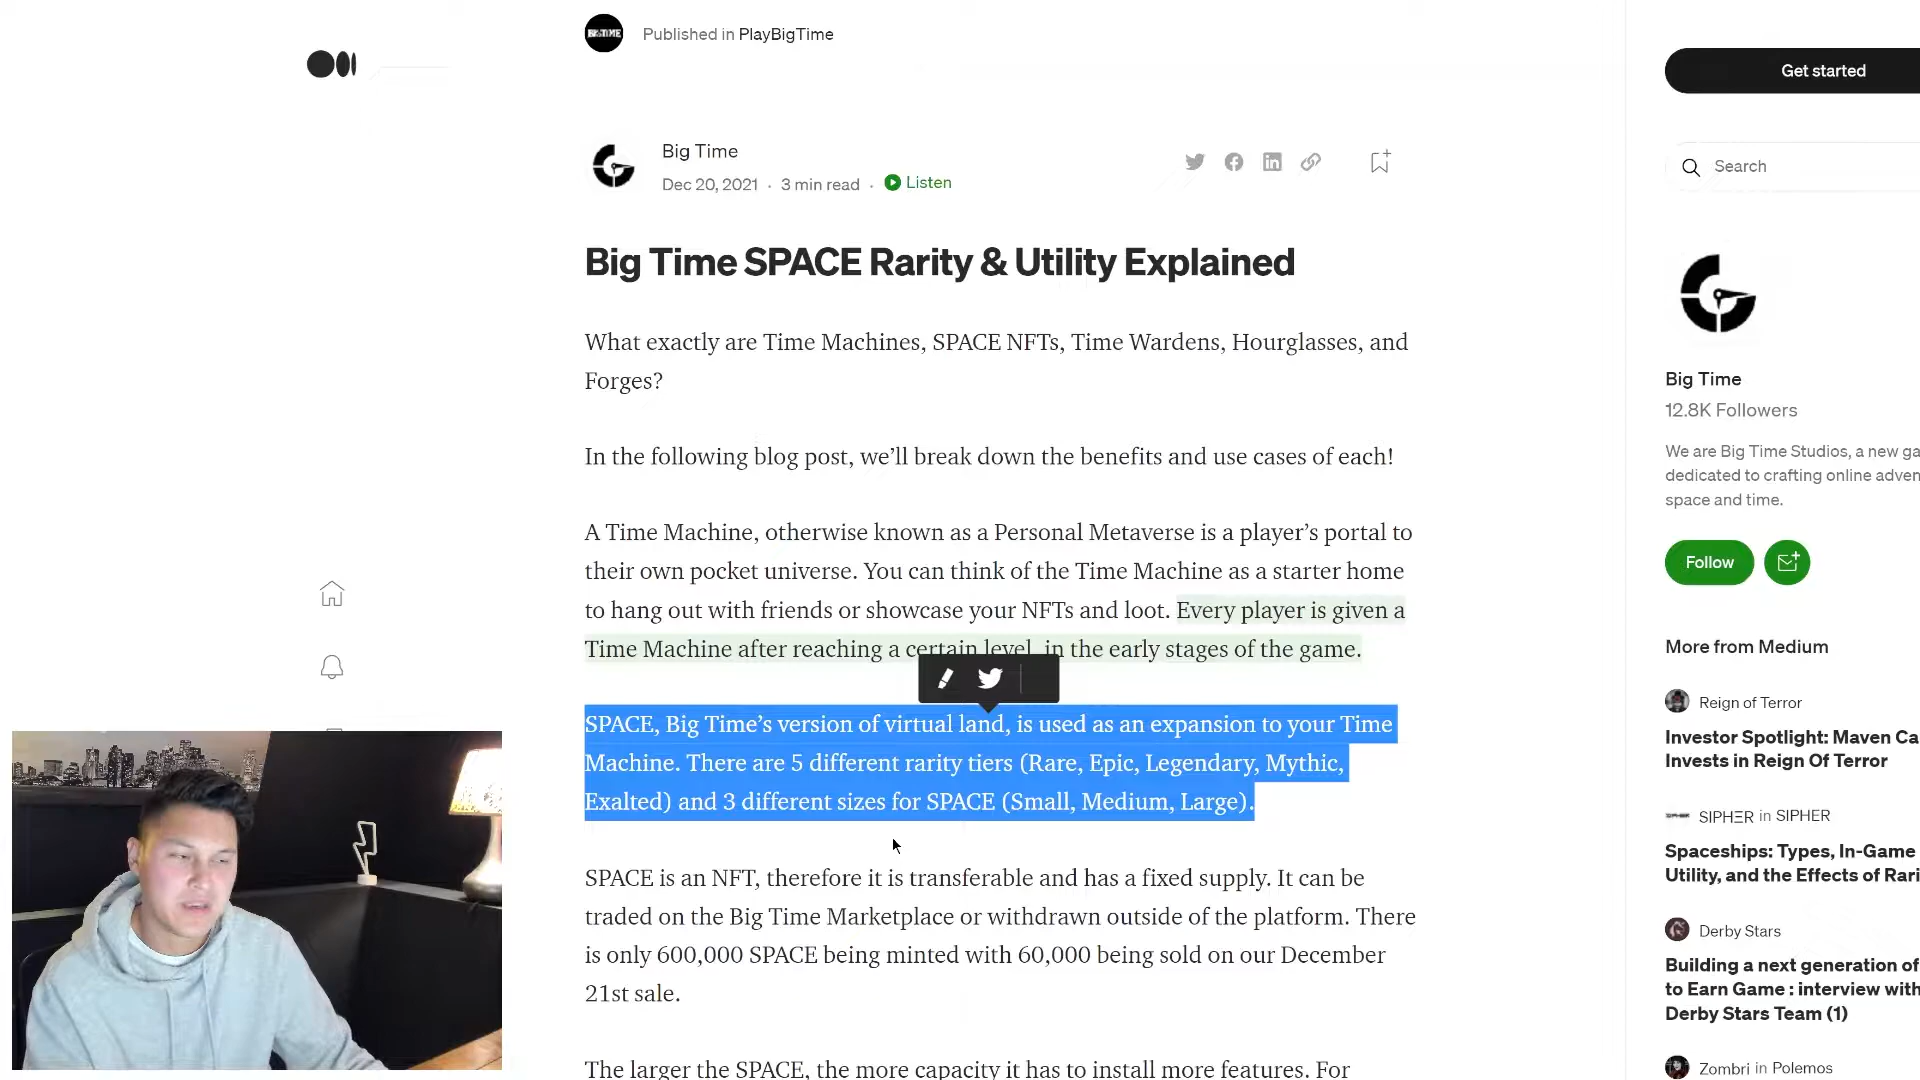 BIGTIME
Published in PlayBigTime
Get started
Big Time
Dec 20, 2021 · 3 min read · Listen
Search
Big Time SPACE Rarity & Utility Explained
What exactly are Time Machines, SPACE NFTs, Time Wardens, Hourglasses, and
Forges?
In the following blog post, we’ll break down the benefits and use cases of each!
A Time Machine, otherwise known as a Personal Metaverse is a player’s portal to
their own pocket universe. You can think of the Time Machine as a starter home
to hang out with friends or showcase your NFTs and loot. Every player is given a
Time Machine after reaching a certain level, in the early stages of the game.
SPACE, Big Time’s version of virtual land, is used as an expansion to your Time
Machine. There are 5 different rarity tiers (Rare, Epic, Legendary, Mythic,
Exalted) and 3 different sizes for SPACE (Small, Medium, Large).
SPACE is an NFT, therefore it is transferable and has a fixed supply. It can be
traded on the Big Time Marketplace or withdrawn outside of the platform. There
is only 600,000 SPACE being minted with 60,000 being sold on our December
21st sale.
The larger the SPACE, the more capacity it has to install more features. For
Big Time
12.8K Followers
We are Big Time Studios, a new ga
dedicated to crafting online adven
space and time.
Follow
More from Medium
Reign of Terror
Investor Spotlight: Maven Ca
Invests in Reign Of Terror
SIPHΞR in SIPHER
Spaceships: Types, In-Game
Utility, and the Effects of Rari
Derby Stars
Building a next generation of
to Earn Game : interview with
Derby Stars Team (1)
Zombri in Polemos